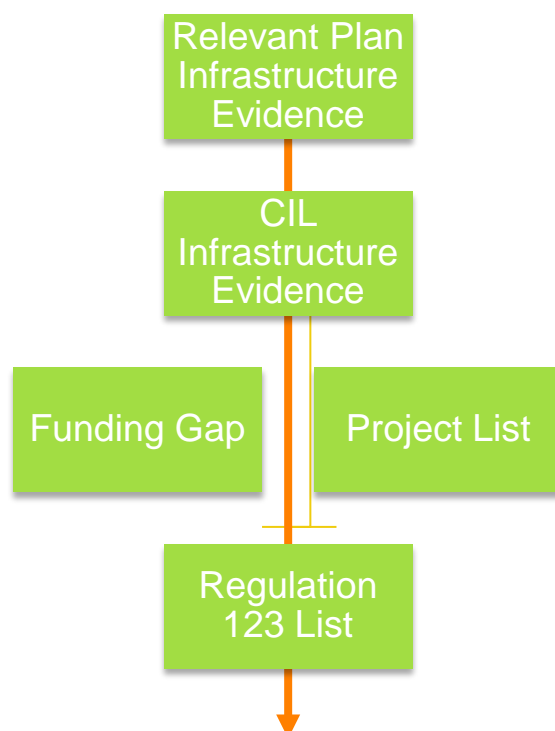 Relevant Plan
Infrastructure
Evidence
CIL
Infrastructure
Evidence
Funding Gap
Project List
Regulation
123 List